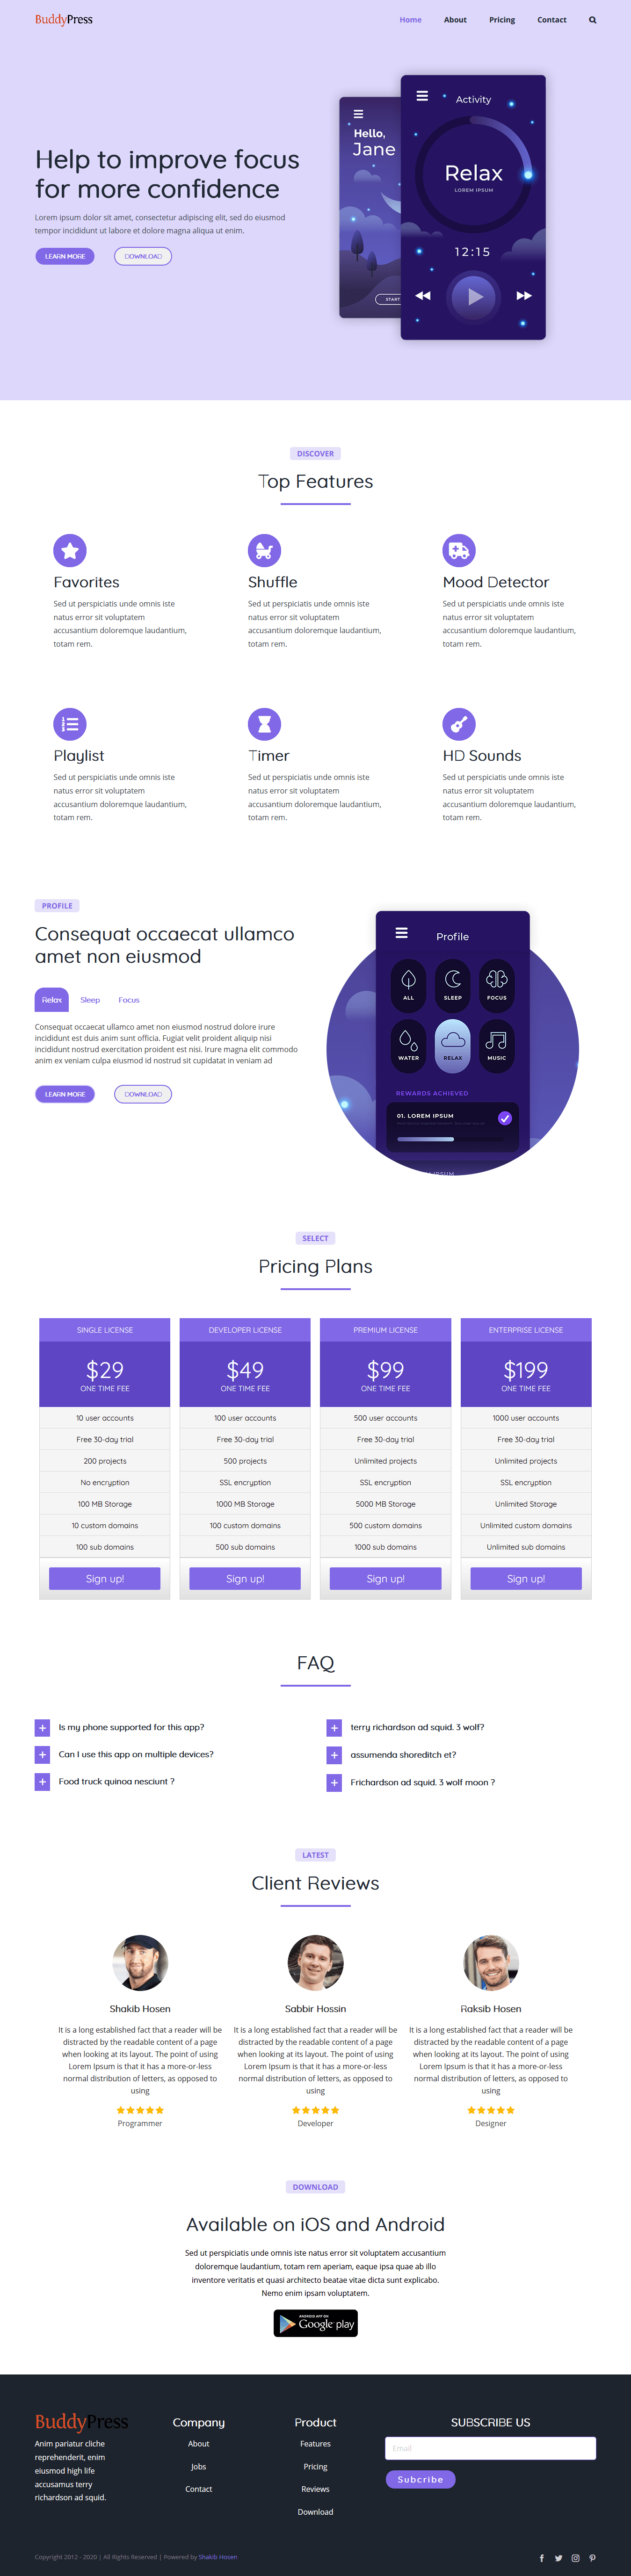 BuddyPress
Home About Pricing Contact
Activity
Hello,
Jane
Relax
LOREM IPSUM
12:15
START
Help to improve focus
for more confidence
Lorem ipsum dolor sit amet, consectetur adipiscing elit, sed do eiusmod
tempor incididunt ut labore et dolore magna aliqua ut enim.
LEARN MORE DOWNLOAD
DISCOVER
Top Features
Favorites
Sed ut perspiciatis unde omnis iste
natus error sit voluptatem
accusantium doloremque laudantium,
totam rem.
Shuffle
Sed ut perspiciatis unde omnis iste
natus error sit voluptatem
accusantium doloremque laudantium,
totam rem.
Mood Detector
Sed ut perspiciatis unde omnis iste
natus error sit voluptatem
accusantium doloremque laudantium,
totam rem.
Playlist
Sed ut perspiciatis unde omnis iste
natus error sit voluptatem
accusantium doloremque laudantium,
totam rem.
Timer
Sed ut perspiciatis unde omnis iste
natus error sit voluptatem
accusantium doloremque laudantium,
totam rem.
HD Sounds
Sed ut perspiciatis unde omnis iste
natus error sit voluptatem
accusantium doloremque laudantium,
totam rem.
PROFILE
Consequat occaecat ullamco
amet non eiusmod
Relax Sleep Focus
Consequat occaecat ullamco amet non eiusmod nostrud dolore irure
incididunt est duis anim sunt officia. Fugiat velit proident aliquip nisi
incididunt nostrud exercitation proident est nisi. Irure magna elit commodo
anim ex veniam culpa eiusmod id nostrud sit cupidatat in veniam ad
LEARN MORE DOWNLOAD
Profile
ALL SLEEP FOCUS
WATER RELAX MUSIC
REWARDS ACHIEVED
01. LOREM IPSUM
SELECT
Pricing Plans
SINGLE LICENSE
$29
ONE TIME FEE
10 user accounts
Free 30-day trial
200 projects
No encryption
100 MB Storage
10 custom domains
100 sub domains
Sign up!
DEVELOPER LICENSE
$49
ONE TIME FEE
100 user accounts
Free 30-day trial
500 projects
SSL encryption
1000 MB Storage
100 custom domains
500 sub domains
Sign up!
PREMIUM LICENSE
$99
ONE TIME FEE
500 user accounts
Free 30-day trial
Unlimited projects
SSL encryption
5000 MB Storage
500 custom domains
1000 sub domains
Sign up!
ENTERPRISE LICENSE
$199
ONE TIME FEE
1000 user accounts
Free 30-day trial
Unlimited projects
SSL encryption
Unlimited Storage
Unlimited custom domains
Unlimited sub domains
Sign up!
FAQ
Is my phone supported for this app?
Can I use this app on multiple devices?
Food truck quinoa nesciunt ?
terry richardson ad squid. 3 wolf?
assumenda shoreditch et?
Frichardson ad squid. 3 wolf moon ?
LATEST
Client Reviews
Shakib Hosen
It is a long established fact that a reader will be
distracted by the readable content of a page
when looking at its layout. The point of using
Lorem Ipsum is that it has a more-or-less
normal distribution of letters, as opposed to
using
Programmer
Sabbir Hossin
It is a long established fact that a reader will be
distracted by the readable content of a page
when looking at its layout. The point of using
Lorem Ipsum is that it has a more-or-less
normal distribution of letters, as opposed to
using
Developer
Raksib Hosen
It is a long established fact that a reader will be
distracted by the readable content of a page
when looking at its layout. The point of using
Lorem Ipsum is that it has a more-or-less
normal distribution of letters, as opposed to
using
Designer
DOWNLOAD
Available on iOS and Android
Sed ut perspiciatis unde omnis iste natus error sit voluptatem accusantium
doloremque laudantium, totam rem aperiam, eaque ipsa quae ab illo
inventore veritatis et quasi architecto beatae vitae dicta sunt explicabo.
Nemo enim ipsam voluptatem.
ANDROID APP ON
Google play
BuddyPress
Anim pariatur cliche
reprehenderit, enim
eiusmod high life
accusamus terry
richardson ad squid.
Company
About
Jobs
Contact
Product
Features
Pricing
Reviews
Download
SUBSCRIBE US
Email
Subcribe
Copyright 2012 - 2020 | All Rights Reserved | Powered by Shakib Hosen